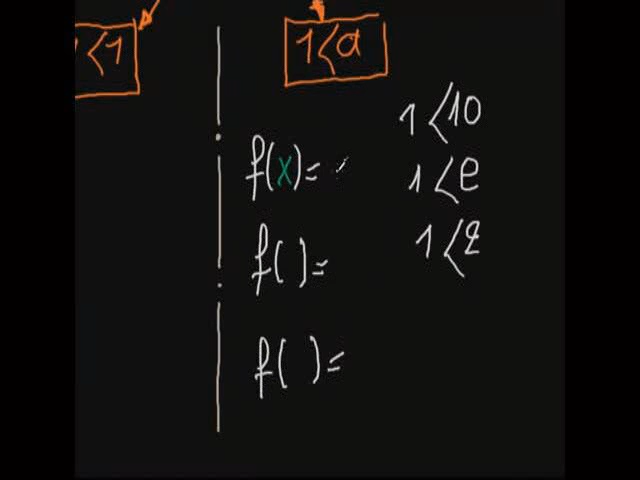 <1
1<a
1<10
f(x)=
1<e
f( )=
1<2
f( )=